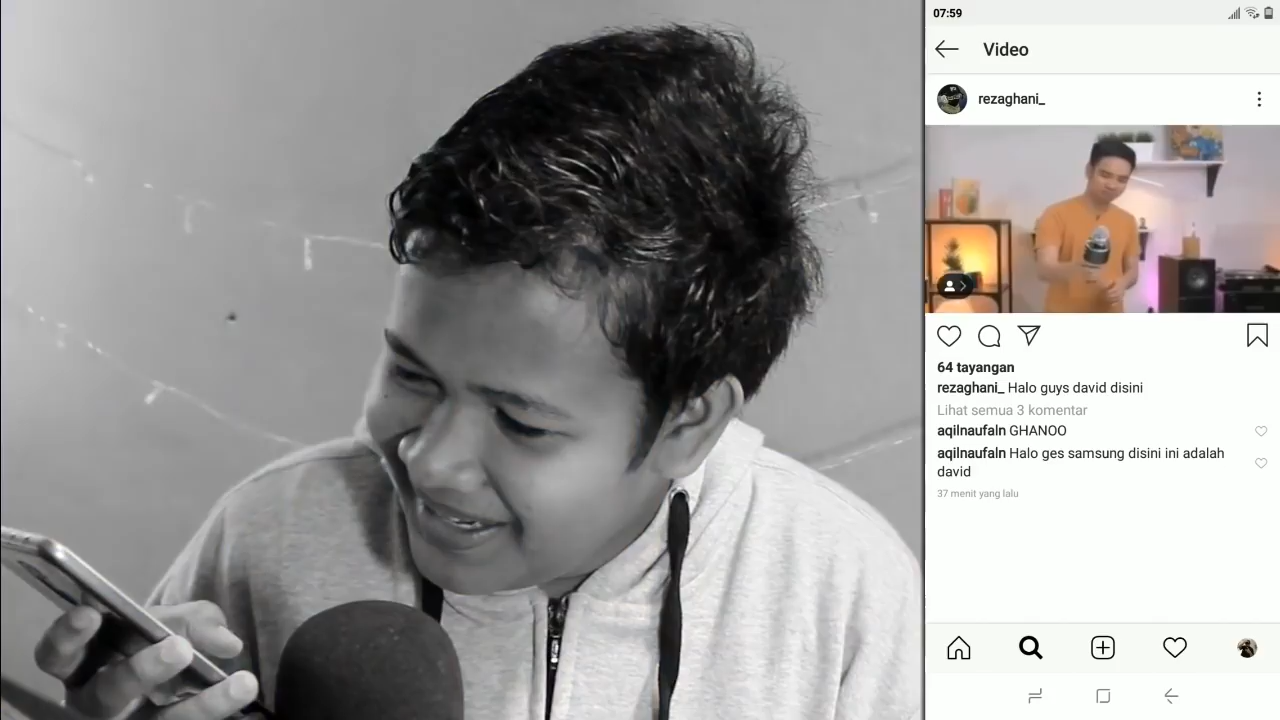 07:59
Video
rezaghani_
64 tayangan
rezaghani_ Halo guys david disini
Lihat semua 3 komentar
aqilnaufaln GHANOO
aqilnaufaln Halo ges samsung disini ini adalah
david
37 menit yang lalu